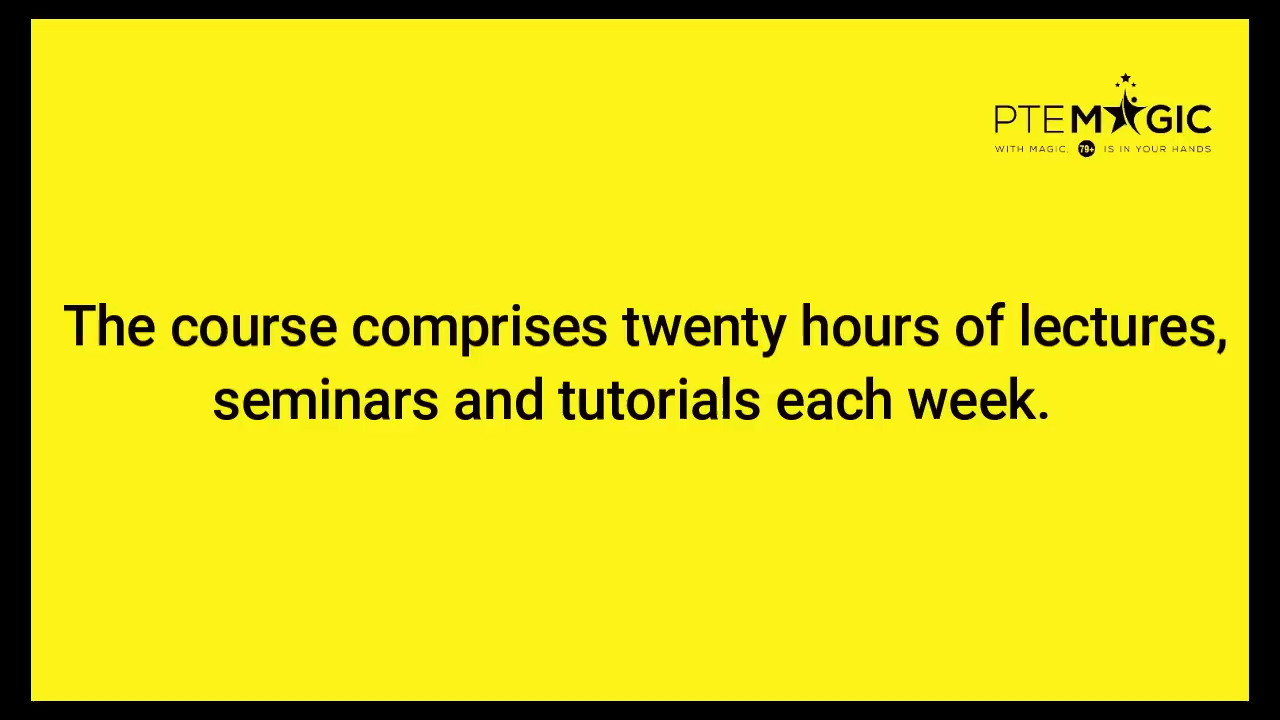 PTEMAGIC
WITH MAGIC, 79+ IS IN YOUR HANDS
The course comprises twenty hours of lectures,
seminars and tutorials each week.